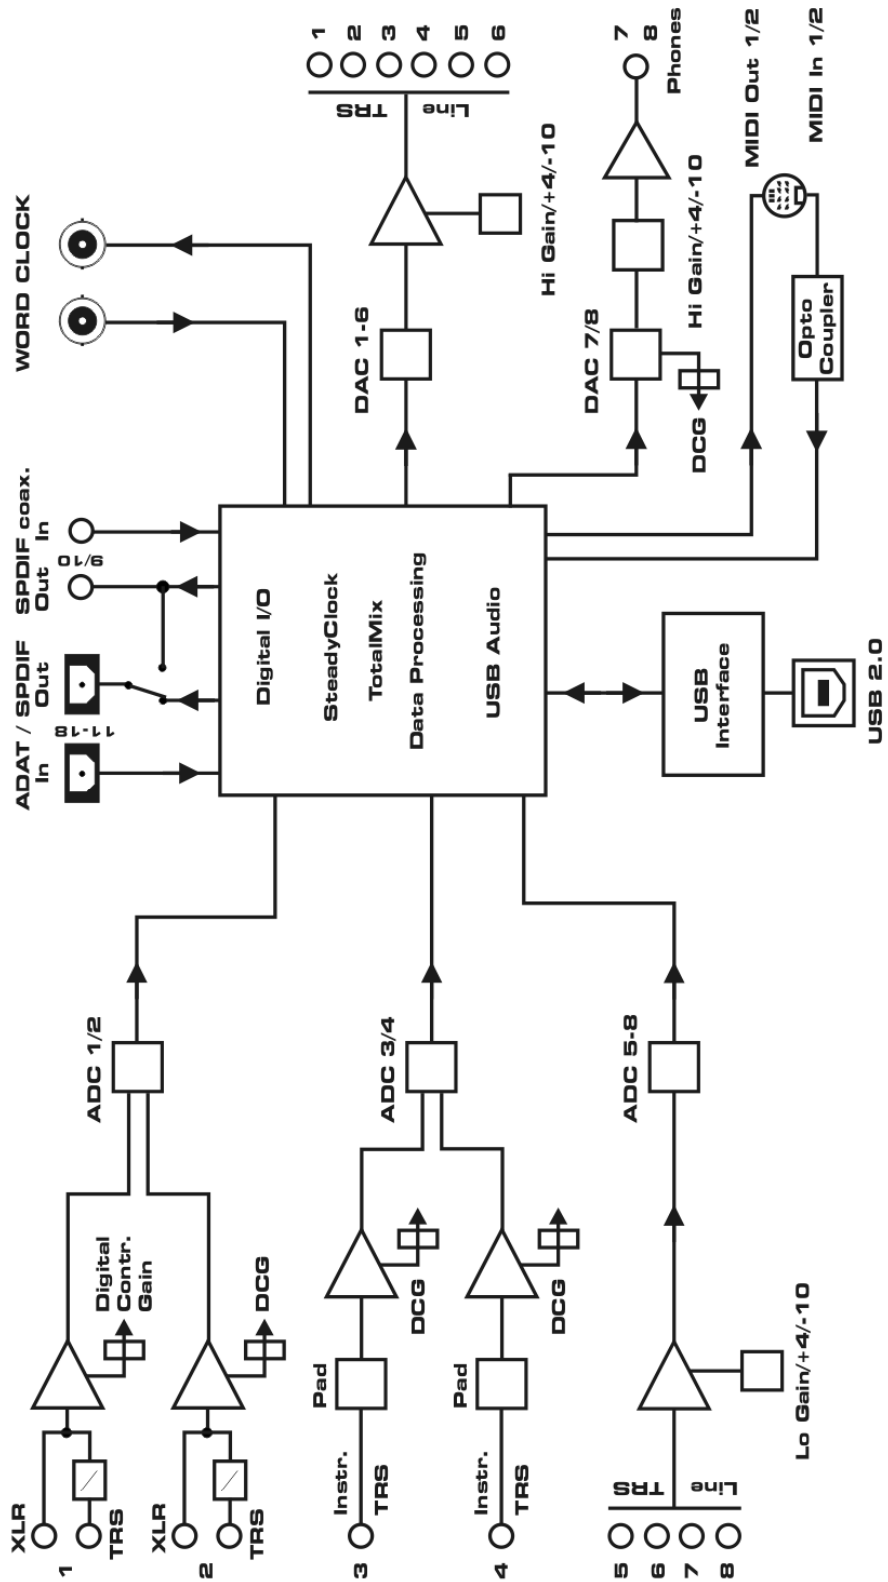 XLR
1
TRS
XLR
2
TRS
Digital
Contr.
Gain
DCG
ADC 1/2
Instr.
3
TRS
Pad
DCG
Instr.
4
TRS
Pad
DCG
ADC 3/4
5
6
7
8
TRS
Line
Lo Gain/+4/-10
ADC 5-8
ADAT / SPDIF
In
Out
11-18
SPDIF coax.
Out
In
9/10
WORD CLOCK
Digital I/O
SteadyClock
TotalMix
Data Processing
USB Audio
USB
Interface
USB 2.0
DAC 1-6
Hi Gain/+4/-10
TRS
Line
1
2
3
4
5
6
DAC 7/8
DCG
Hi Gain/+4/-10
7
8
Phones
MIDI Out 1/2
MIDI In 1/2
Opto
Coupler